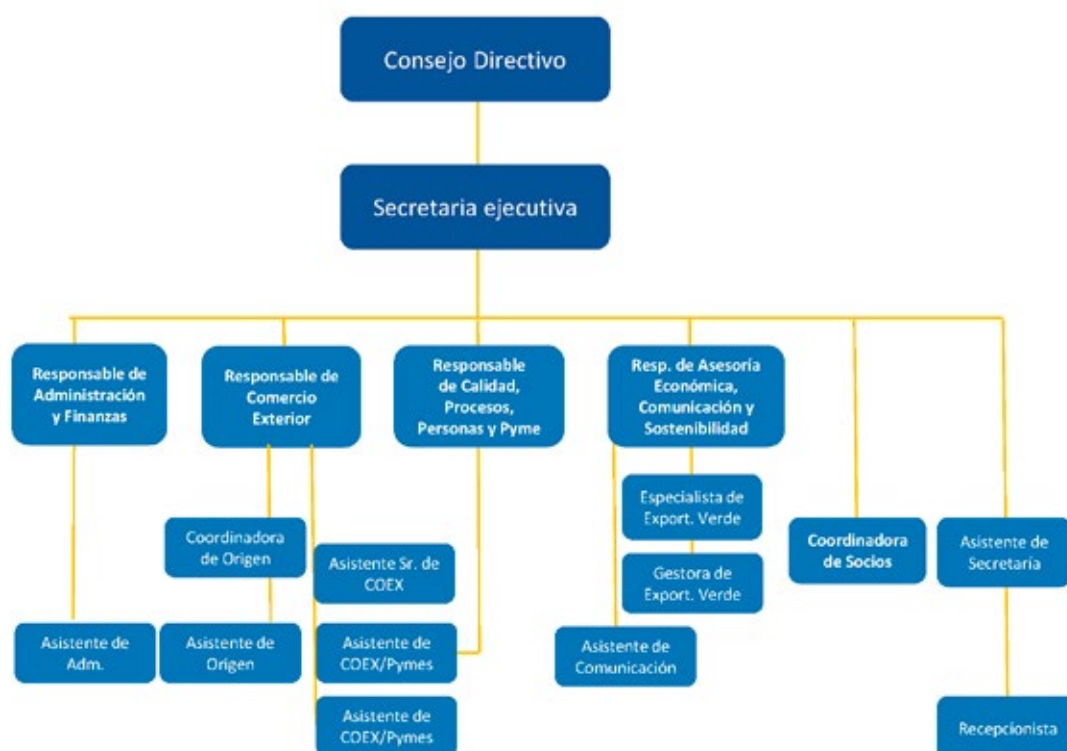 Consejo Directivo
Secretaria ejecutiva
Responsable de
Administración
y Finanzas
Responsable de
Comercio
Exterior
Responsable
de Calidad,
Procesos,
Personas y Pyme
Resp. de Asesoría
Económica,
Comunicación y
Sostenibilidad
Especialista de
Export. Verde
Coordinadora
de Origen
Coordinadora
de Socios
Asistente de
Secretaría
Asistente Sr. de
COEX
Gestora de
Export. Verde
Asistente de
Adm.
Asistente de
Origen
Asistente de
COEX/Pymes
Asistente de
Comunicación
Asistente de
COEX/Pymes
Recepcionista